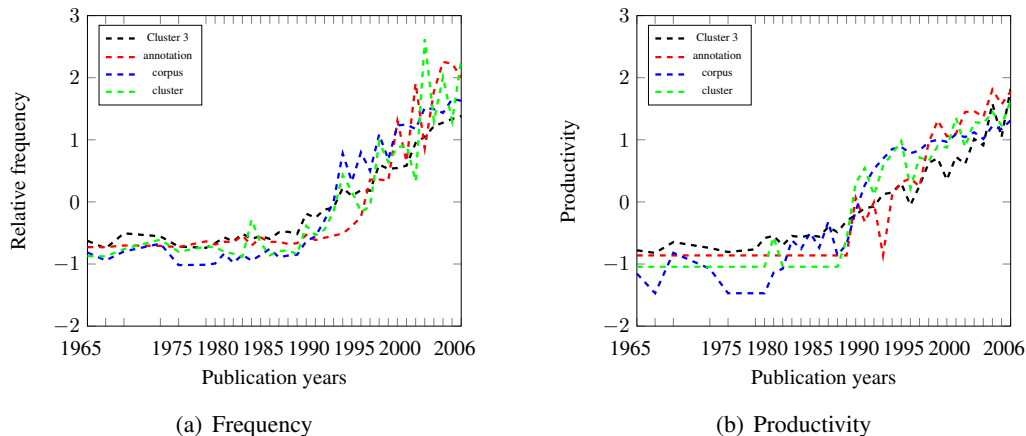 3
2
1
0
−1
−2
Relative frequency
Cluster 3
annotation
corpus
cluster
1965 1975 1980 1985 1990 1995 2000 2006
Publication years
(a) Frequency
3
2
1
0
−1
−2
Productivity
Cluster 3
annotation
corpus
cluster
1965 1975 1980 1985 1990 1995 2000 2006
Publication years
(b) Productivity